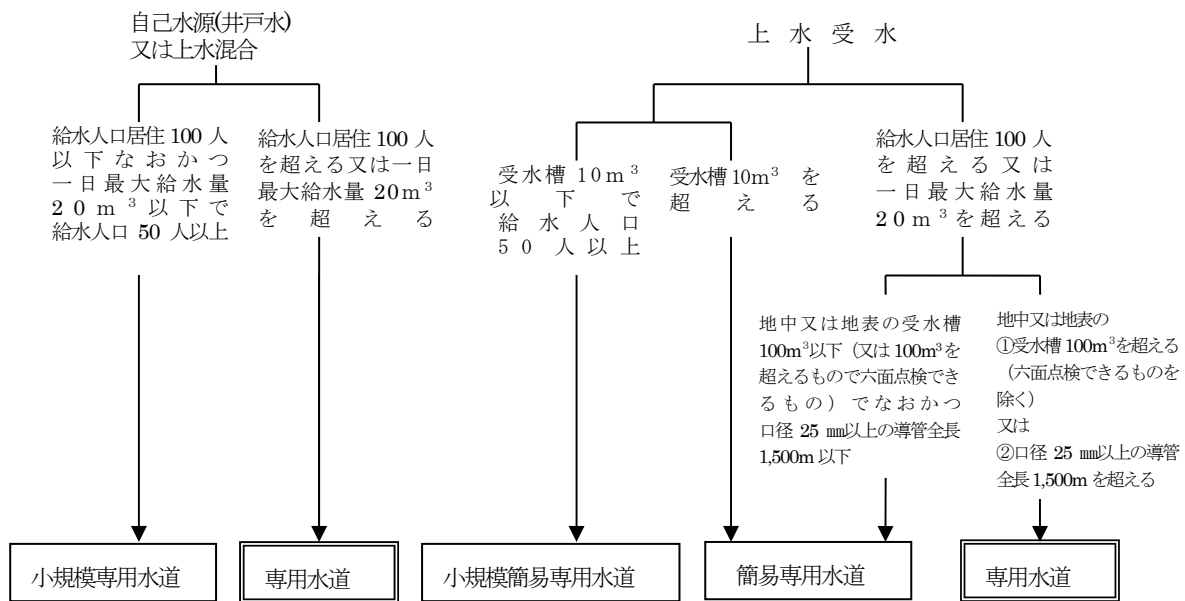 自己水源(井戸水)
又は上水混合
上水受水
給水人口居住 100 人
以下なおかつ
一日最大給水量
20m³以下で
給水人口 50 人以上
給水人口居住 100 人
を超える又は一日
最大給水量 20m³
を超える
受水槽 10m³
以下で
給水人口
50人以上
受水槽 10m³ を
超える
給水人口居住 100 人
を超える又は
一日最大給水量
20m³を超える
地中又は地表の受水槽
100m³以下(又は 100m³を
超えるもので六面点検でき
るもの)でなおかつ
口径 25 ㎜以上の導管全長
1,500m 以下
地中又は地表の
①受水槽 100m³を超える
(六面点検できるものを
除く)
又は
②口径 25 ㎜以上の導管
全長 1,500m を超える
小規模専用水道
専用水道
小規模簡易専用水道
簡易専用水道
専用水道